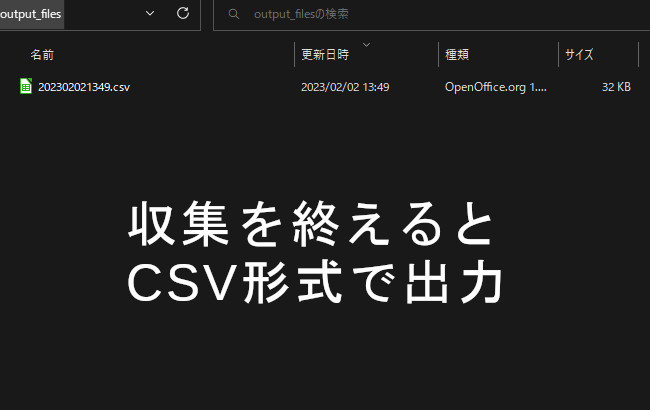 output_files
output_filesの検索
名前 更新日時 種類 サイズ
202302021349.csv 2023/02/02 13:49 OpenOffice.org 1.... 32 KB
収集を終えると
CSV形式で出力